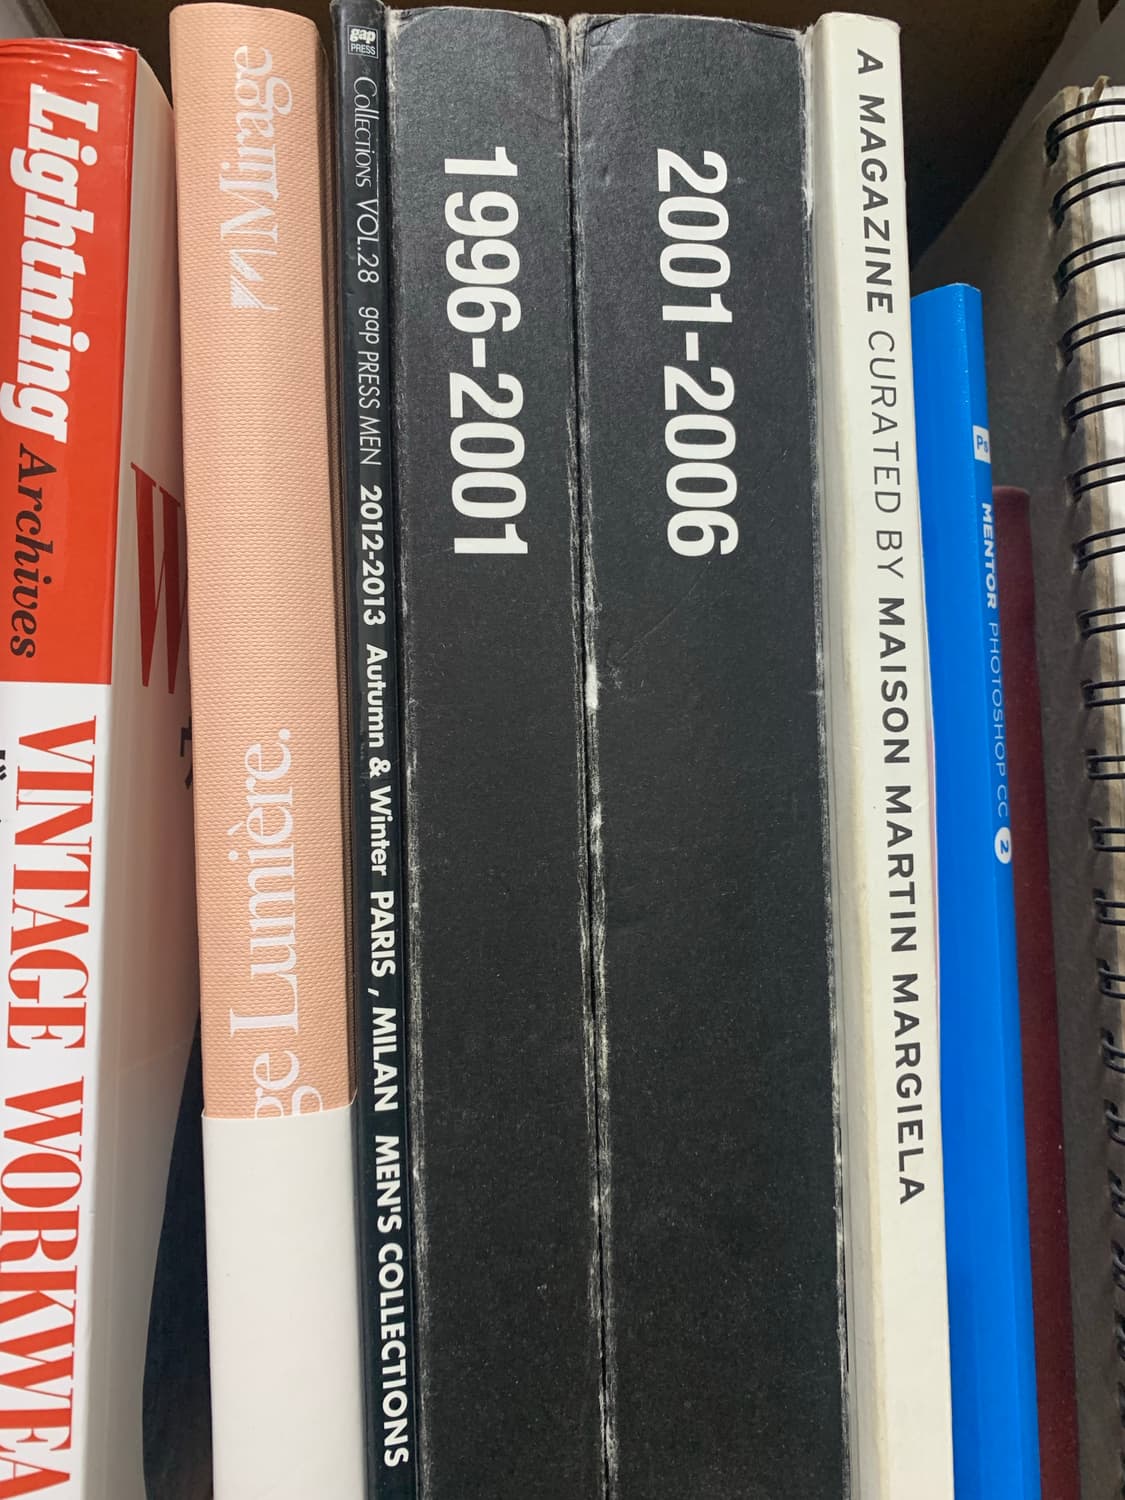 Lightning Archives
VINTAGE WORKWEA
W
Mirage
ge Lumière.
gap
PRESS
Collections VOL.28 gap PRESS MEN 2012-2013 Autumn & Winter PARIS, MILAN MEN'S COLLECTIONS
1996-2001
2001-2006
A MAGAZINE CURATED BY MAISON MARTIN MARGIELA
Ps
MENTOR PHOTOSHOP CC 2